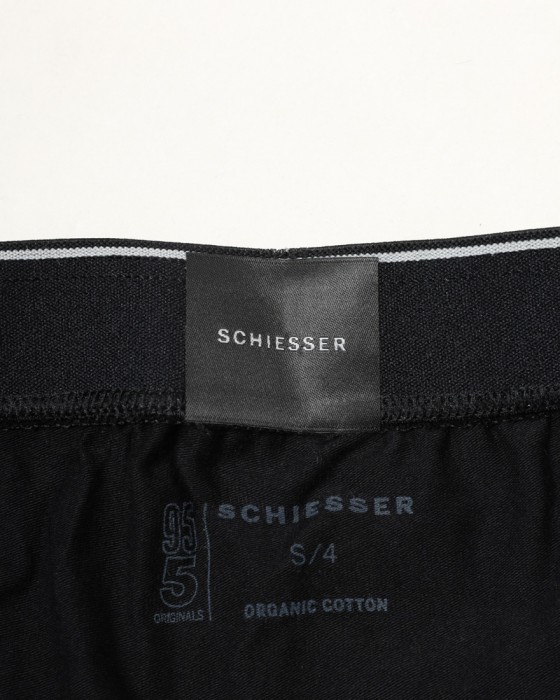 SCHIESSER
95
5
ORIGINALS
SCHIESSER
S/4
ORGANIC COTTON